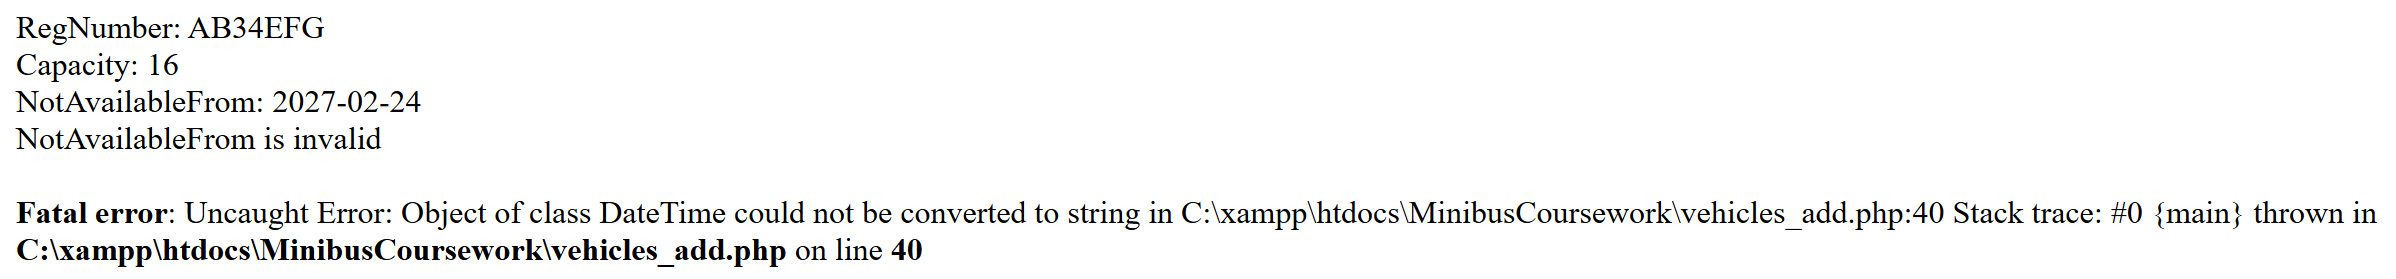 RegNumber: AB34EFG
Capacity: 16
NotAvailableFrom: 2027-02-24
NotAvailableFrom is invalid
Fatal error: Uncaught Error: Object of class DateTime could not be converted to string in C:\xampp\htdocs\MinibusCoursework\vehicles_add.php:40 Stack trace: #0 {main} thrown in
C:\xampp\htdocs\MinibusCoursework\vehicles_add.php on line 40